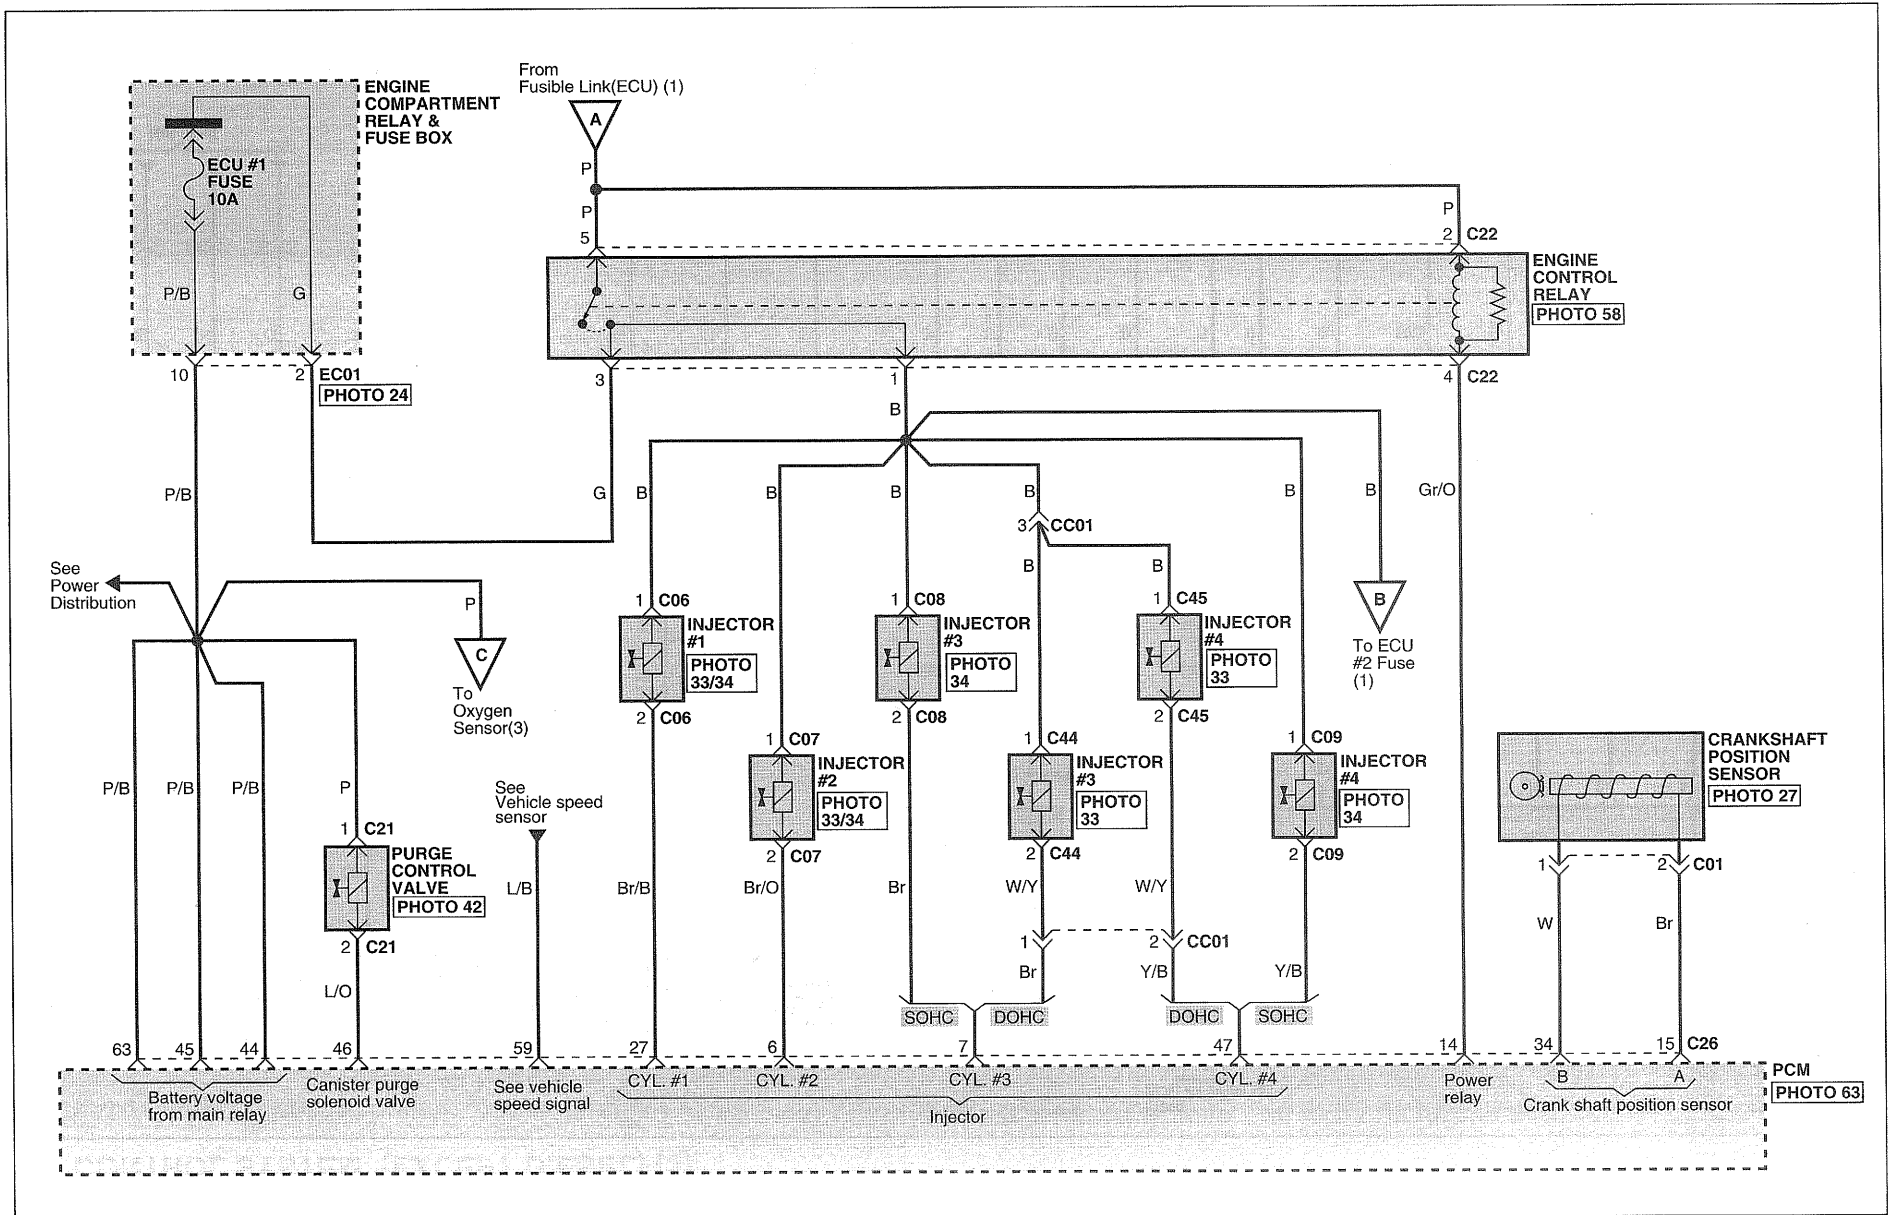 From
Fusible Link(ECU) (1)
A
ENGINE
COMPARTMENT
RELAY &
FUSE BOX
ECU #1
FUSE
10A
P
P
P
5
2
C22
ENGINE
CONTROL
RELAY
PHOTO 58
P/B
G
10
2
EC01
PHOTO 24
3
1
4
C22
B
P/B
G
B
B
B
B
B
B
Gr/O
3
CC01
B
B
See
Power
Distribution
P
C
To
Oxygen
Sensor(3)
1
C06
INJECTOR
#1
PHOTO
33/34
2
C06
1
C08
INJECTOR
#3
PHOTO
34
2
C08
1
C45
INJECTOR
#4
PHOTO
33
2
C45
B
To ECU
#2 Fuse
(1)
1
C07
INJECTOR
#2
PHOTO
33/34
2
C07
1
C44
INJECTOR
#3
PHOTO
33
2
C44
1
C09
INJECTOR
#4
PHOTO
34
2
C09
CRANKSHAFT
POSITION
SENSOR
PHOTO 27
1
2
C01
P/B
P/B
P/B
P
1
C21
PURGE
CONTROL
VALVE
PHOTO 42
2
C21
See
Vehicle speed
sensor
L/B
Br/B
Br/O
Br
W/Y
W/Y
W
Br
1
2
CC01
L/O
Br
Y/B
Y/B
SOHC
DOHC
DOHC
SOHC
63
45
44
46
59
27
6
7
47
14
34
15
C26
PCM
PHOTO 63
Battery voltage
from main relay
Canister purge
solenoid valve
See vehicle
speed signal
CYL. #1
CYL. #2
CYL. #3
CYL. #4
Injector
Power
relay
B
A
Crank shaft position sensor